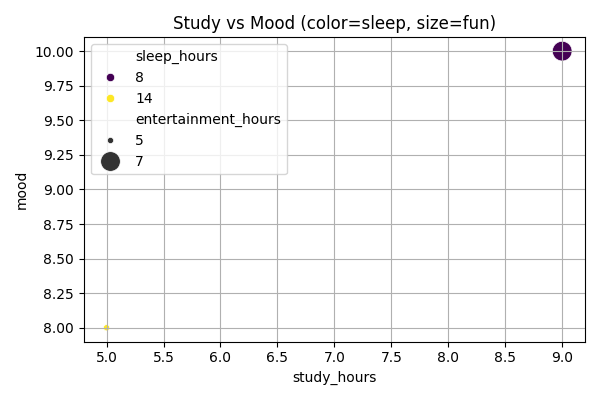 Study vs Mood (color=sleep, size=fun)
10.00
9.75
9.50
9.25
9.00
8.75
8.50
8.25
8.00
mood
sleep_hours
8
14
entertainment_hours
5
7
5.0 5.5 6.0 6.5 7.0 7.5 8.0 8.5 9.0
study_hours